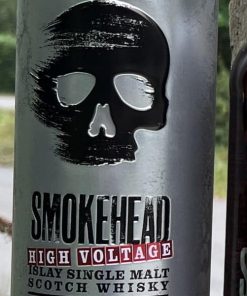 SMOKEHEAD
HIGH VOLTAGE
ISLAY SINGLE MALT
SCOTCH WHISKY